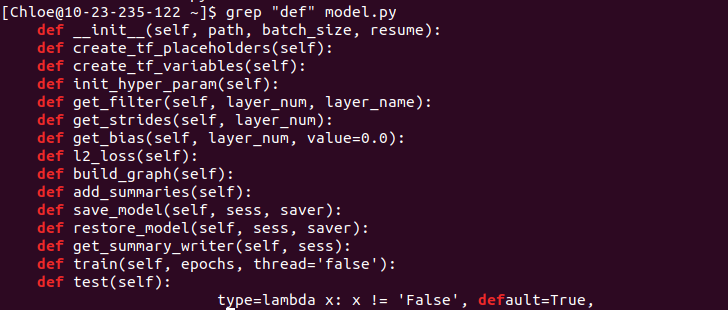 [Chloe@10-23-235-122 ~]$ grep "def" model.py
    def __init__(self, path, batch_size, resume):
    def create_tf_placeholders(self):
    def create_tf_variables(self):
    def init_hyper_param(self):
    def get_filter(self, layer_num, layer_name):
    def get_strides(self, layer_num):
    def get_bias(self, layer_num, value=0.0):
    def l2_loss(self):
    def build_graph(self):
    def add_summaries(self):
    def save_model(self, sess, saver):
    def restore_model(self, sess, saver):
    def get_summary_writer(self, sess):
    def train(self, epochs, thread='false'):
    def test(self):
                        type=lambda x: x != 'False', default=True,